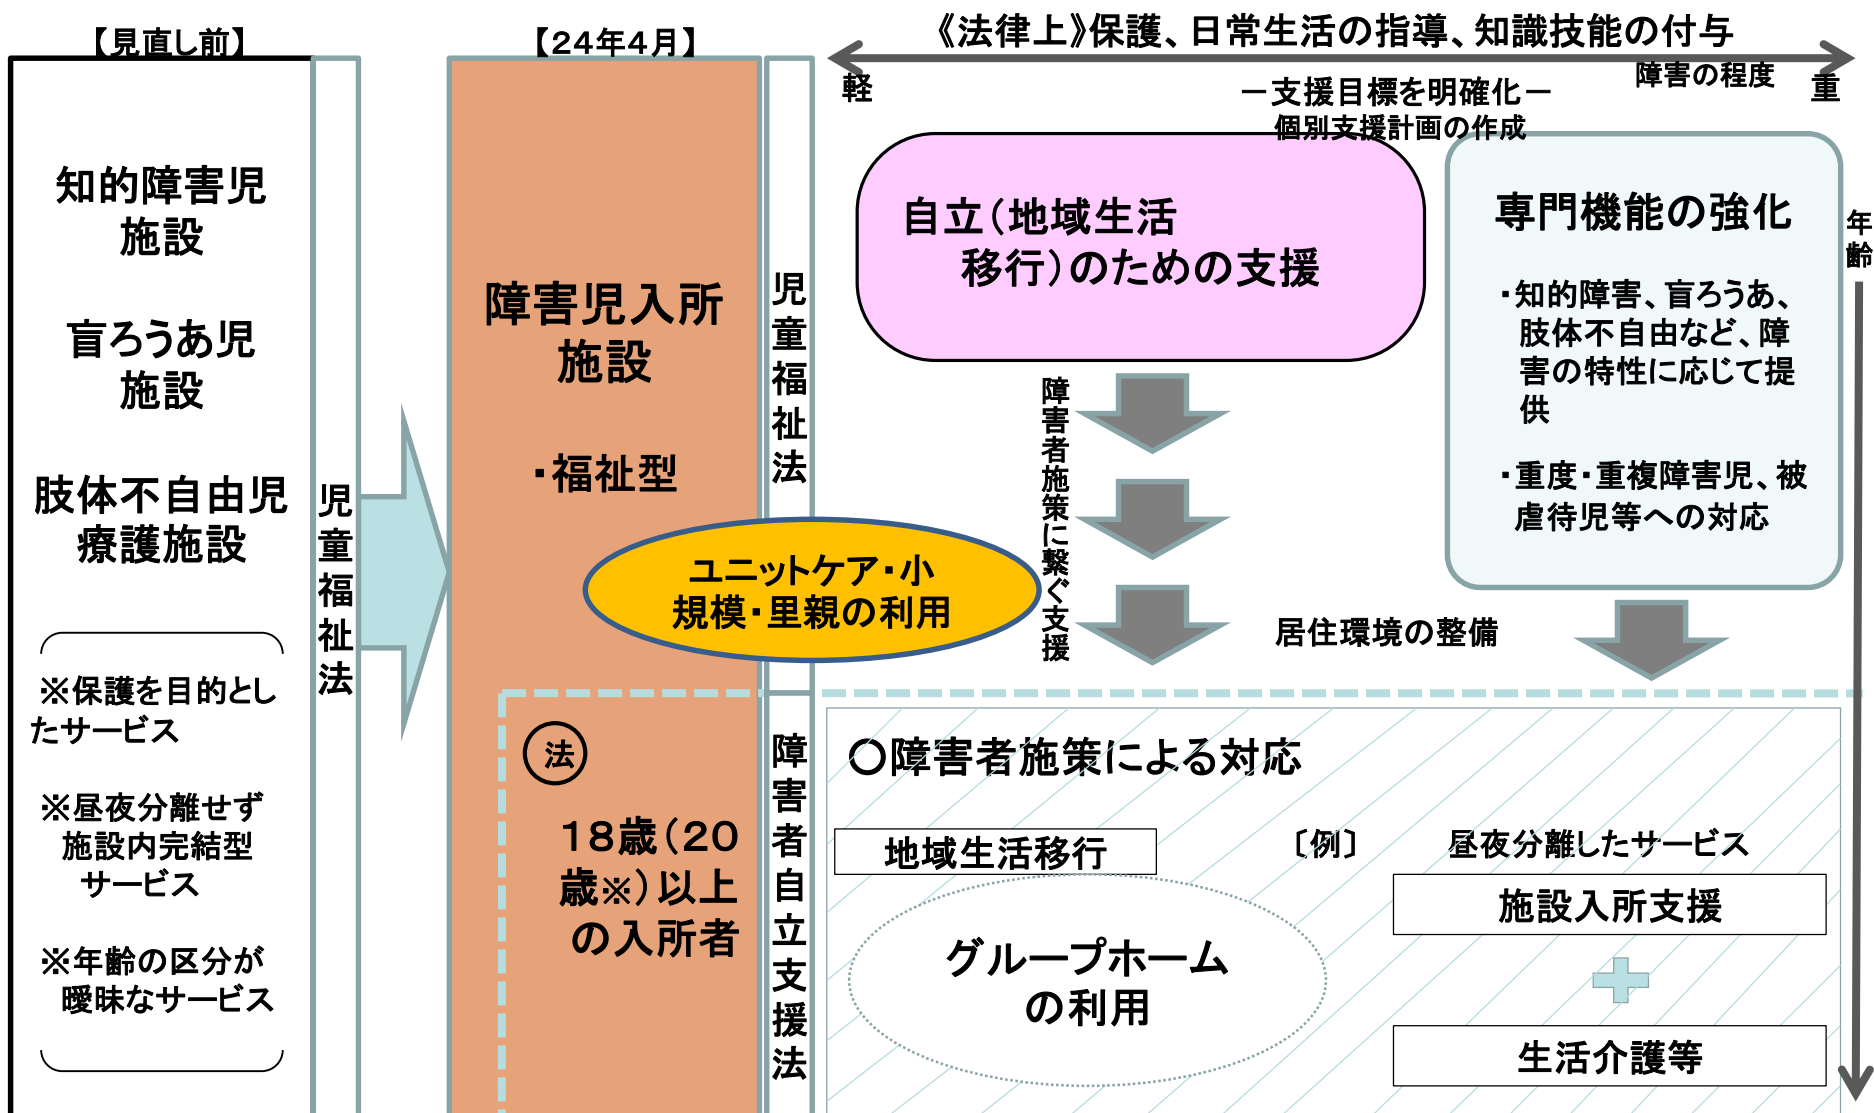 【見直し前】
知的障害児
施設
盲ろうあ児
施設
肢体不自由児
療護施設
※保護を目的とし
たサービス
※昼夜分離せず
施設内完結型
サービス
※年齢の区分が
曖昧なサービス
児童福祉法
【24年4月】
障害児入所
施設
・福祉型
児童福祉法
ユニットケア・小
規模・里親の利用
法
18歳(20
歳※)以上
の入所者
障害者自立支援法
《法律上》保護、日常生活の指導、知識技能の付与
軽
障害の程度
重
－支援目標を明確化－
個別支援計画の作成
自立(地域生活
移行)のための支援
専門機能の強化
・知的障害、盲ろうあ、
肢体不自由など、障
害の特性に応じて提
供
・重度・重複障害児、被
虐待児等への対応
年齢
障害者施策に繋ぐ支援
居住環境の整備
○障害者施策による対応
地域生活移行
〔例〕
昼夜分離したサービス
グループホーム
の利用
施設入所支援
生活介護等